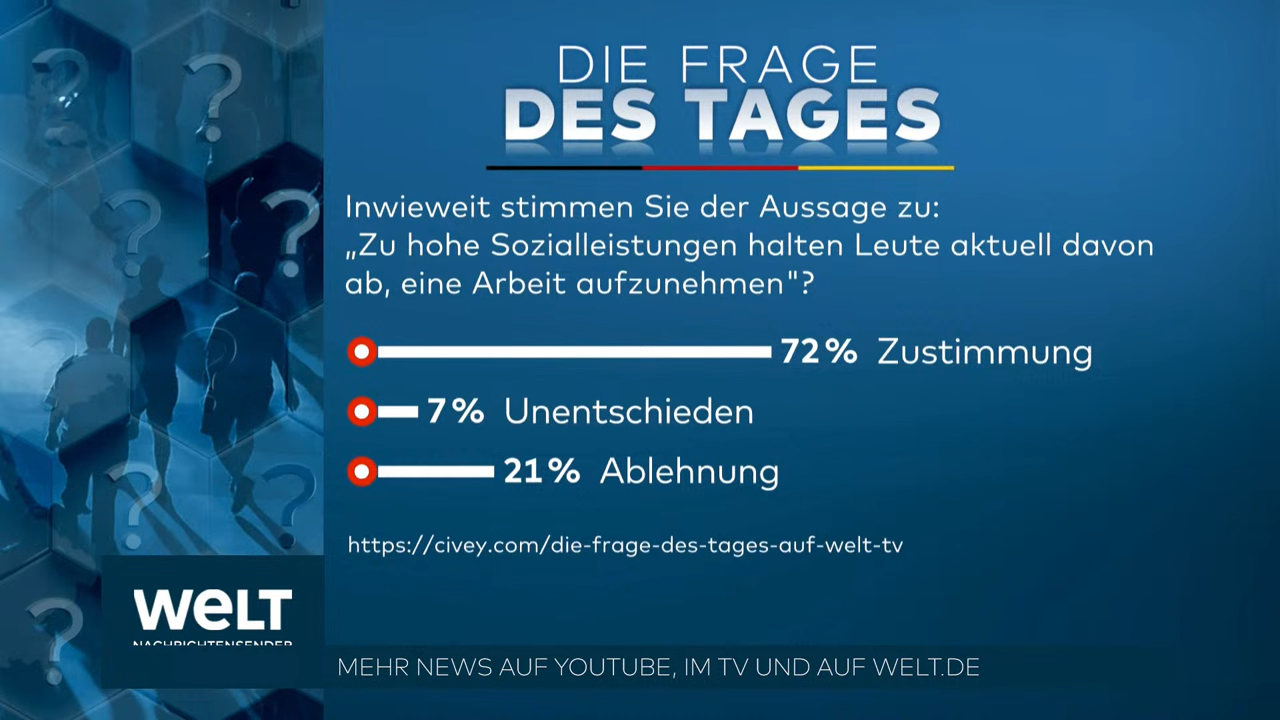 DIE FRAGE
DES TAGES
Inwieweit stimmen Sie der Aussage zu:
„Zu hohe Sozialleistungen halten Leute aktuell davon
ab, eine Arbeit aufzunehmen"?
72% Zustimmung
7% Unentschieden
21% Ablehnung
https://civey.com/die-frage-des-tages-auf-welt-tv
WELT
NACHRICHTENSENDER
MEHR NEWS AUF YOUTUBE, IM TV UND AUF WELT.DE